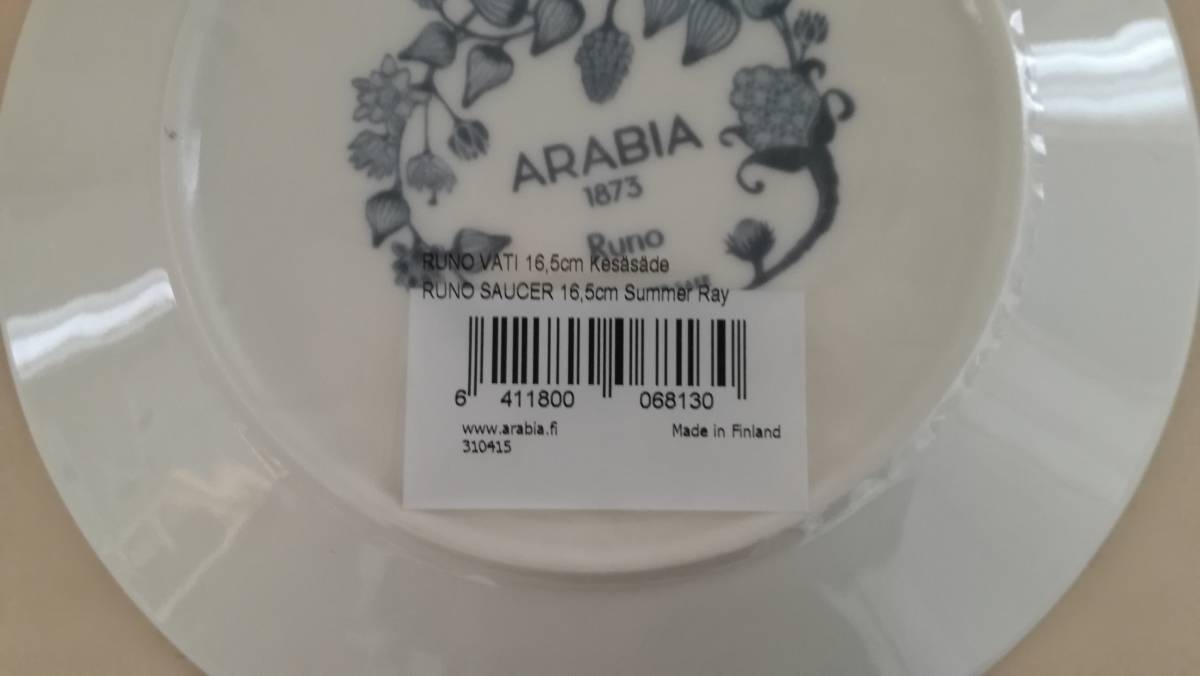 ARABIA
1873
Runo
RUNO VATI 16,5cm Kesäsäde
RUNO SAUCER 16,5cm Summer Ray
6 411800 068130
www.arabia.fi Made in Finland
310415